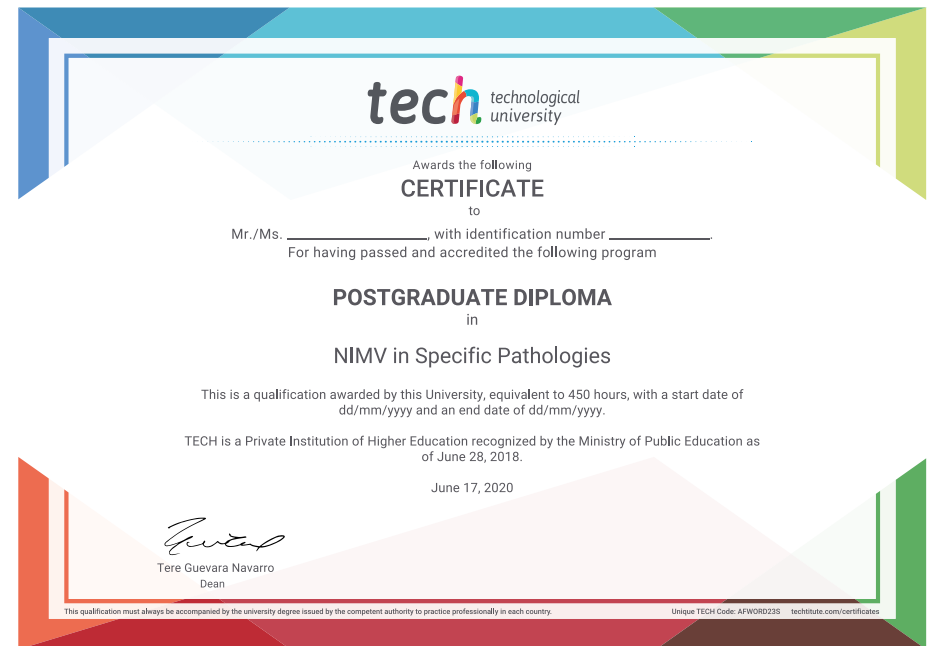 tech technological
university
Awards the following
CERTIFICATE
to
Mr./Ms. ____________________, with identification number ______________.
For having passed and accredited the following program
POSTGRADUATE DIPLOMA
in
NIMV in Specific Pathologies
This is a qualification awarded by this University, equivalent to 450 hours, with a start date of
dd/mm/yyyy and an end date of dd/mm/yyyy.
TECH is a Private Institution of Higher Education recognized by the Ministry of Public Education as
of June 28, 2018.
June 17, 2020
Tere Guevara Navarro
Dean
This qualification must always be accompanied by the university degree issued by the competent authority to practice professionally in each country.
Unique TECH Code: AFWORD23S techtitute.com/certificates